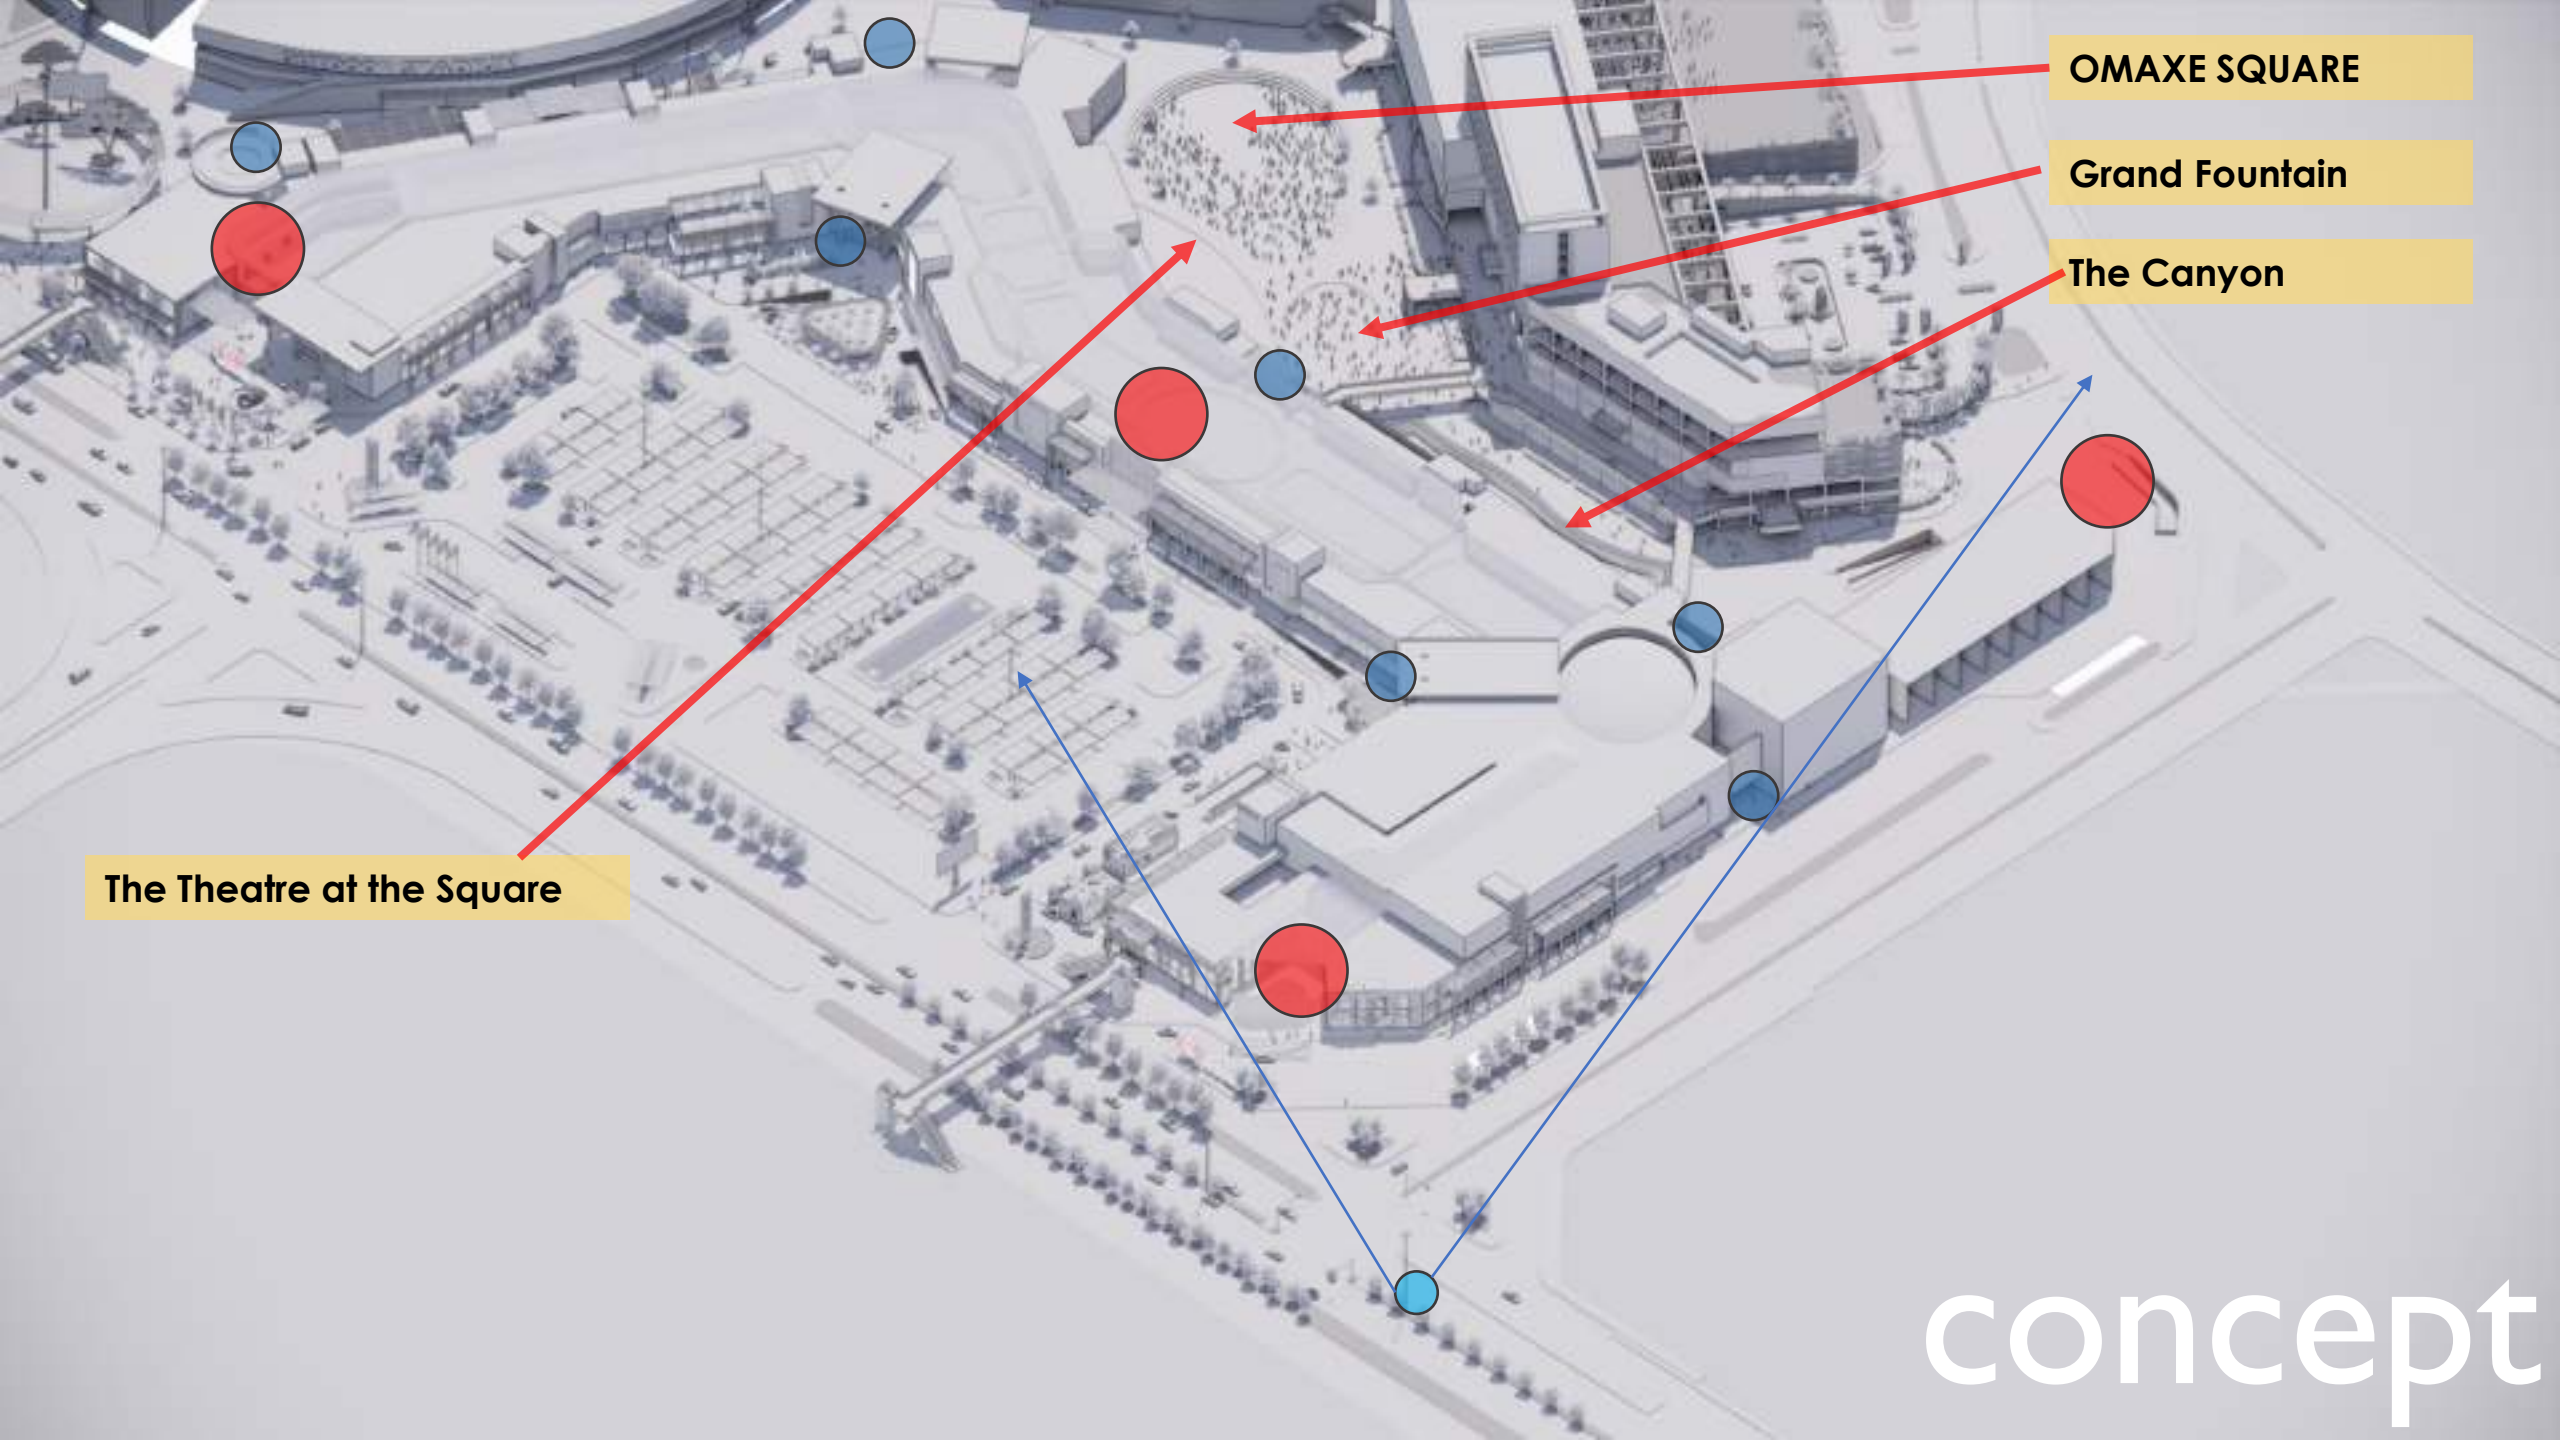 OMAXE SQUARE
Grand Fountain
The Canyon
The Theatre at the Square
concept